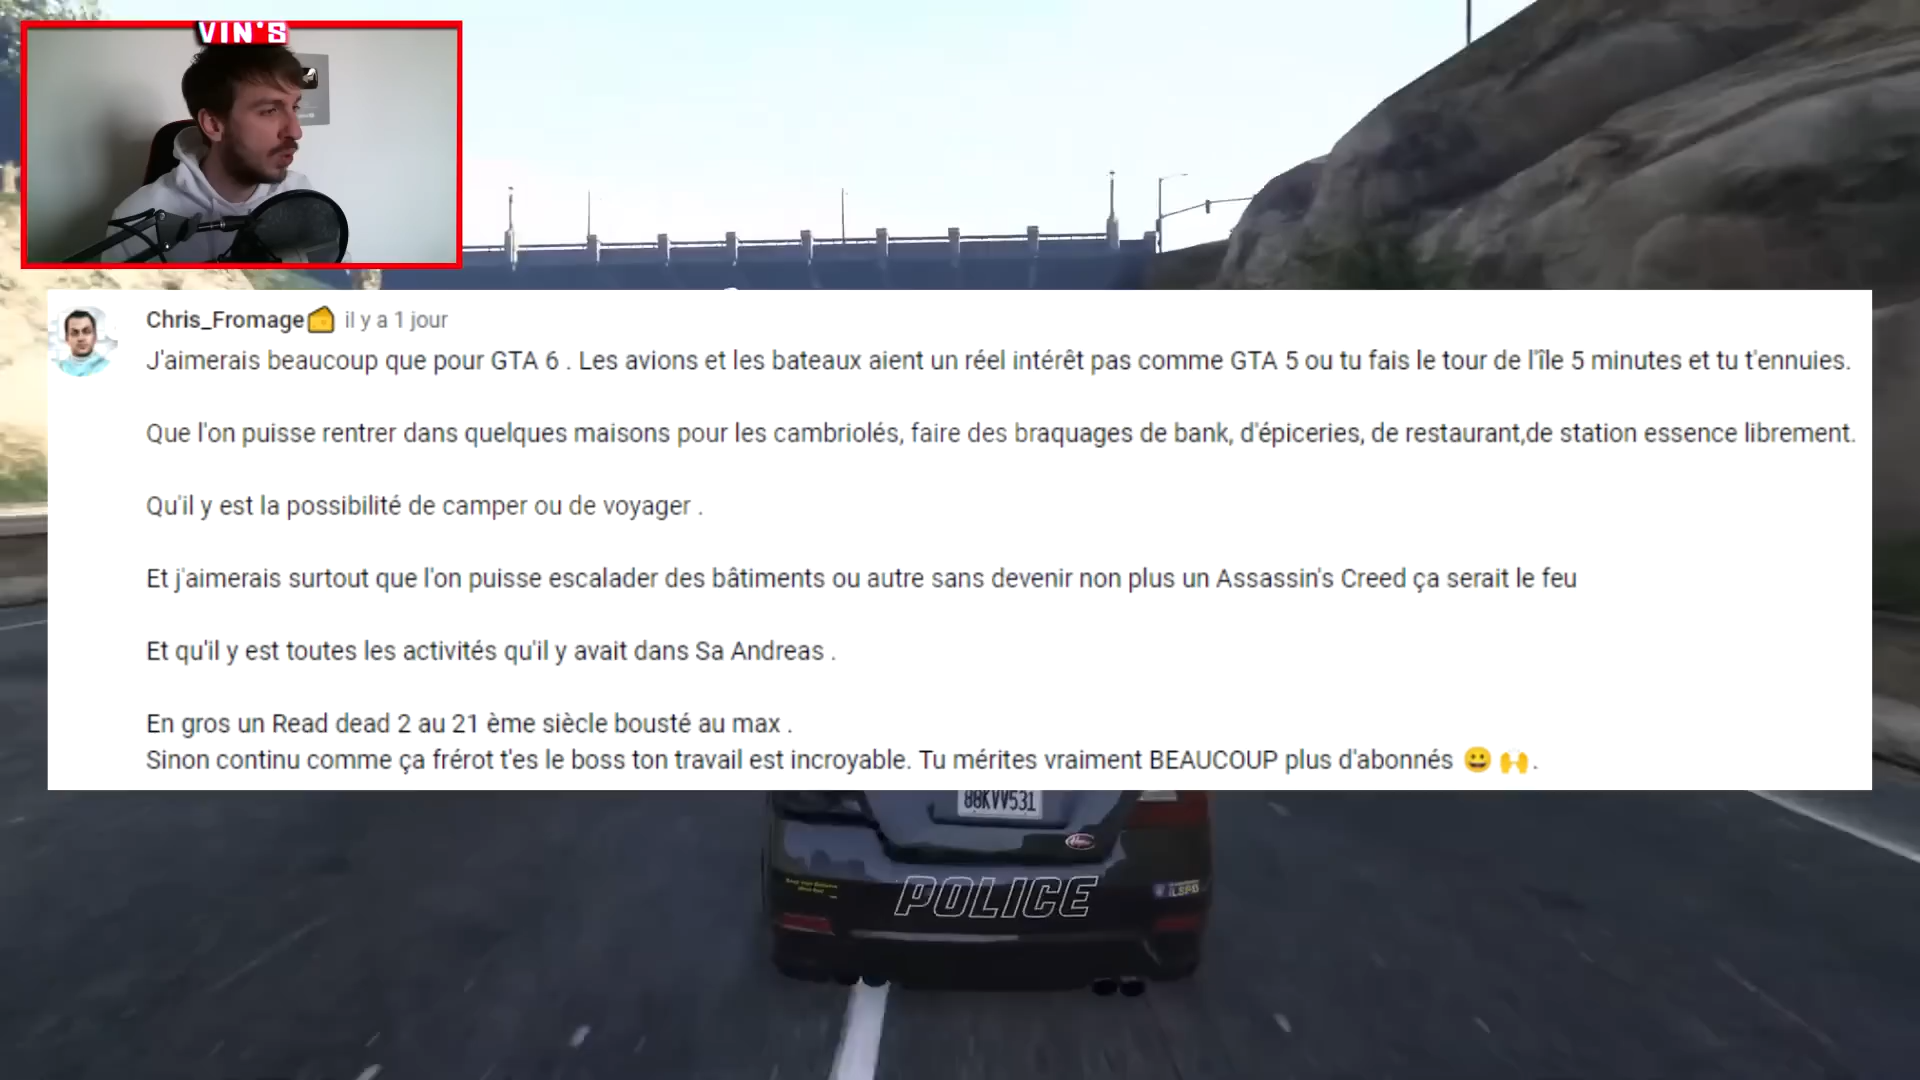 VIN'S
Chris_Fromage🧀 il y a 1 jour
J'aimerais beaucoup que pour GTA 6 . Les avions et les bateaux aient un réel intérêt pas comme GTA 5 ou tu fais le tour de l'île 5 minutes et tu t'ennuies.
Que l'on puisse rentrer dans quelques maisons pour les cambriolés, faire des braquages de bank, d'épiceries, de restaurant,de station essence librement.
Qu'il y est la possibilité de camper ou de voyager .
Et j'aimerais surtout que l'on puisse escalader des bâtiments ou autre sans devenir non plus un Assassin's Creed ça serait le feu
Et qu'il y est toutes les activités qu'il y avait dans Sa Andreas .
En gros un Read dead 2 au 21 ème siècle bousté au max .
Sinon continu comme ça frérot t'es le boss ton travail est incroyable. Tu mérites vraiment BEAUCOUP plus d'abonnés 😀 🙌 .
88KVV531
POLICE